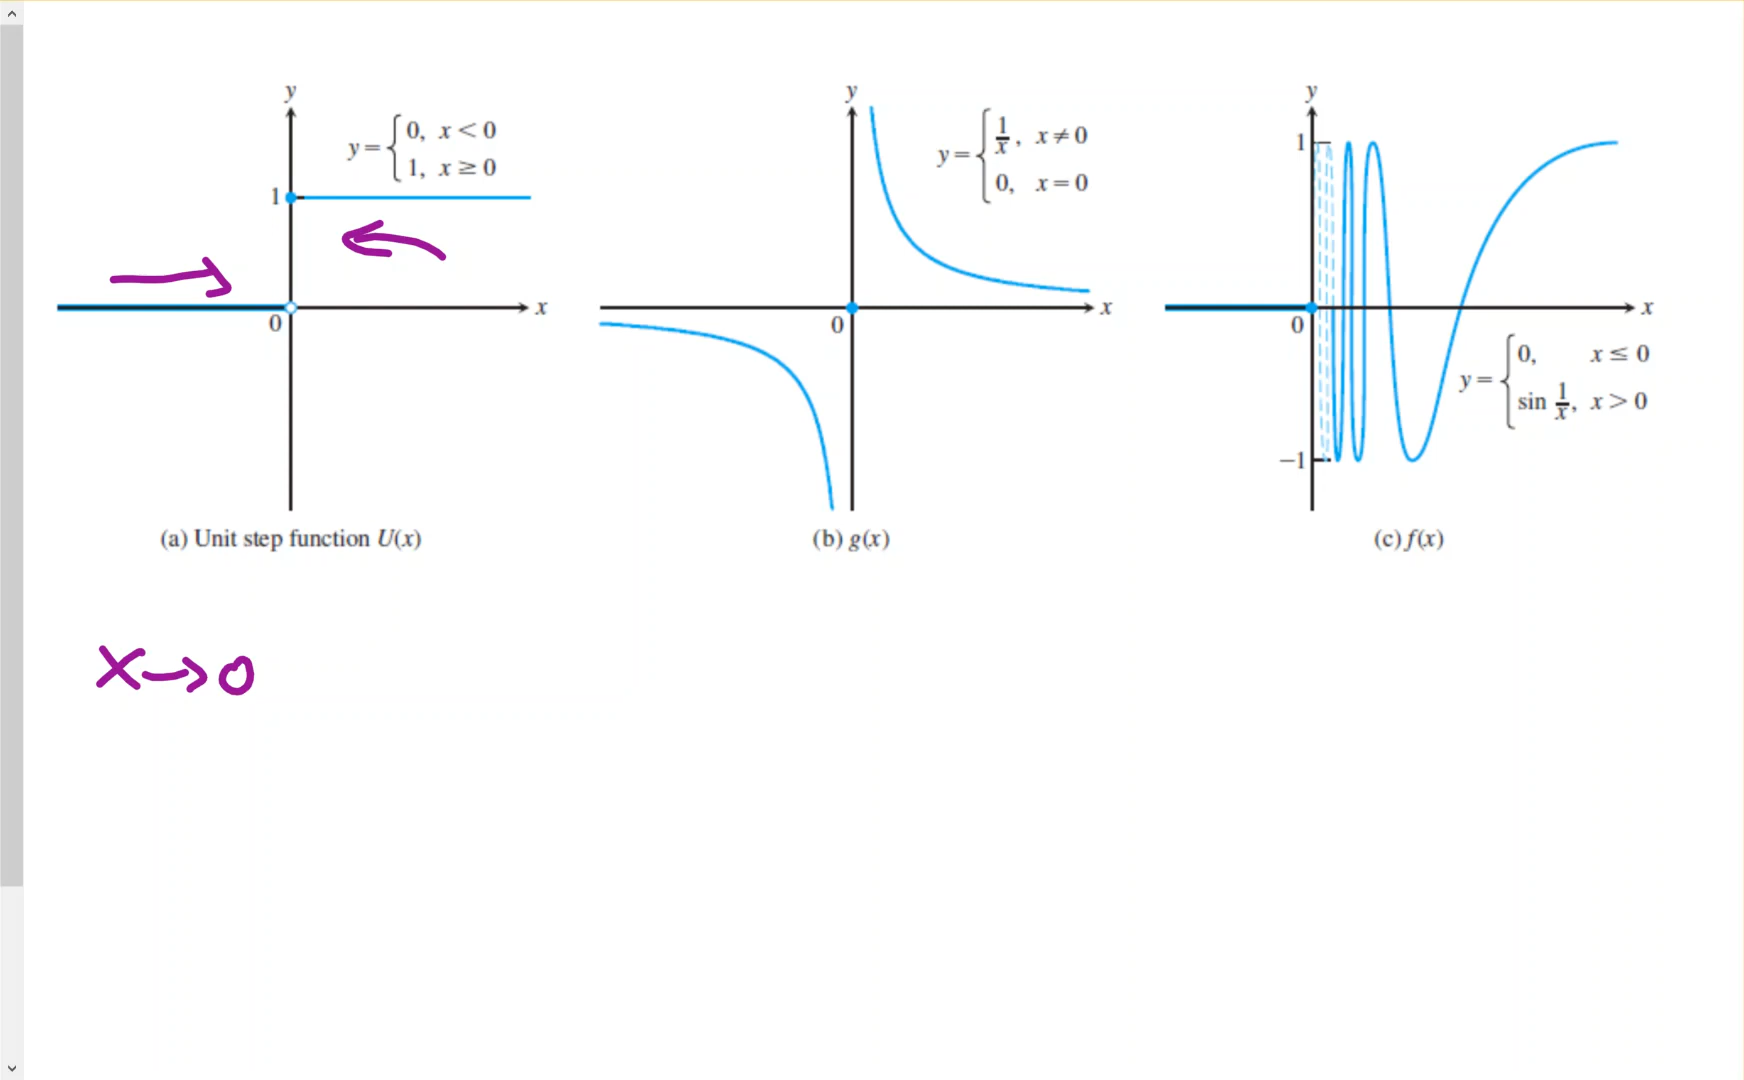 y
y = { 0, x < 0
1, x ≥ 0
1
0
x
(a) Unit step function U(x)
y
y = { 1/x, x ≠ 0
0, x = 0
0
x
(b) g(x)
y
1
0
x
y = { 0, x ≤ 0
sin 1/x, x > 0
−1
(c) f(x)
X→0